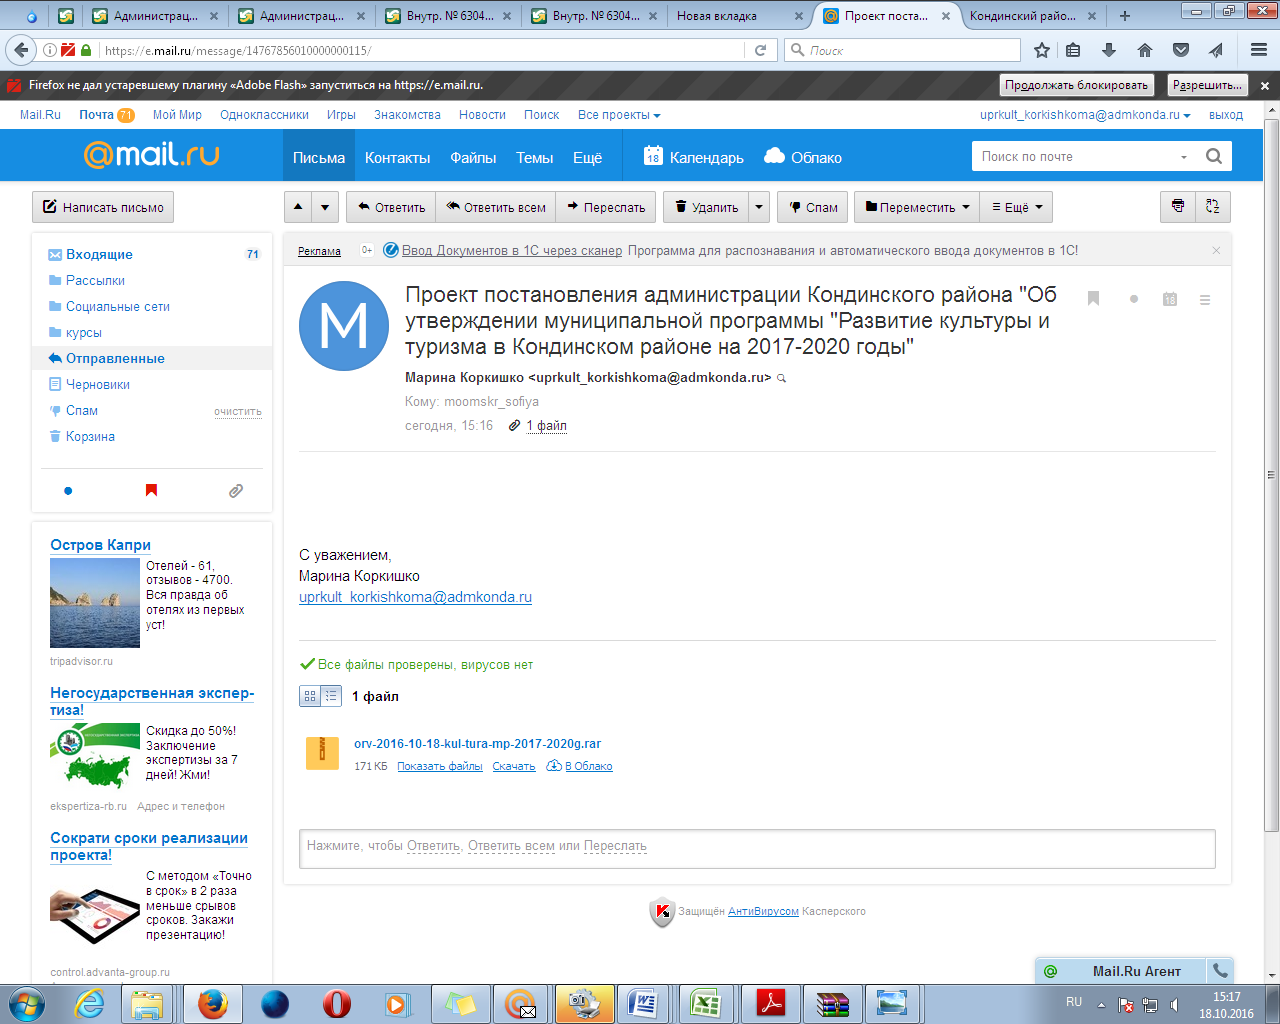 Администрац...
Администрац...
Внутр. № 6304...
Внутр. № 6304...
Новая вкладка
Проект поста...
Кондинский райо...
https://e.mail.ru/message/14767856010000000115/
Поиск
Firefox не дал устаревшему плагину «Adobe Flash» запуститься на https://e.mail.ru.
Продолжать блокировать
Разрешить...
Mail.Ru
Почта 71
Мой Мир
Одноклассники
Игры
Знакомства
Новости
Поиск
Все проекты
uprkult_korkishkoma@admkonda.ru
выход
@mail.ru
Письма
Контакты
Файлы
Темы
Ещё
18 Календарь
Облако
Поиск по почте
Написать письмо
Ответить
Ответить всем
Переслать
Удалить
Спам
Переместить
Ещё
Входящие 71
Рассылки
Социальные сети
курсы
Отправленные
Черновики
Спам очистить
Корзина
Реклама 0+ Ввод Документов в 1С через сканер Программа для распознавания и автоматического ввода документов в 1С!
М
Проект постановления администрации Кондинского района "Об
утверждении муниципальной программы "Развитие культуры и
туризма в Кондинском районе на 2017-2020 годы"
18
Марина Коркишко <uprkult_korkishkoma@admkonda.ru>
Кому: moomskr_sofiya
сегодня, 15:16 1 файл
С уважением,
Марина Коркишко
uprkult_korkishkoma@admkonda.ru
Все файлы проверены, вирусов нет
1 файл
orv-2016-10-18-kul-tura-mp-2017-2020g.rar
171 КБ Показать файлы Скачать В Облако
Нажмите, чтобы Ответить, Ответить всем или Переслать
Защищён АнтиВирусом Касперского
Остров Капри
Отелей - 61,
отзывов - 4700.
Вся правда об
отелях из первых
уст!
tripadvisor.ru
Негосударственная экспер-
тиза!
Скидка до 50%!
Заключение
экспертизы за 7
дней! Жми!
ekspertiza-rb.ru Адрес и телефон
Сократи сроки реализации
проекта!
С методом «Точно
в срок» в 2 раза
меньше срывов
сроков. Закажи
презентацию!
control.advanta-group.ru
Mail.Ru Агент
RU
15:17
18.10.2016